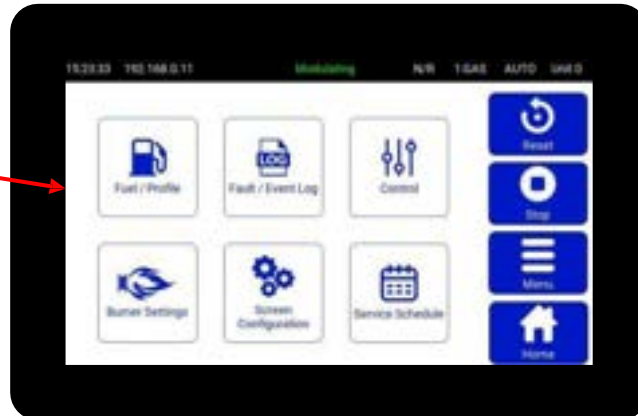 15:23:33 192.168.0.11 Modulating N/R 1:GAS AUTO Unit 0
Fuel / Profile
LOG
Fault / Event Log
Control
Burner Settings
Screen
Configuration
Service Schedule
Reset
Stop
Menu
Home